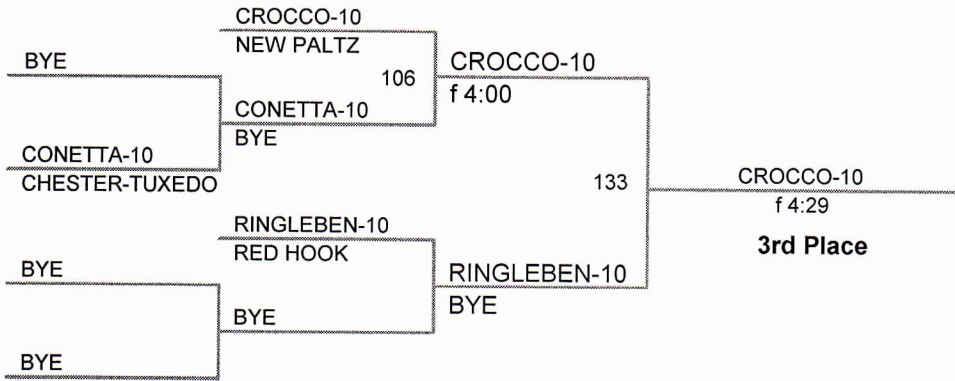 CROCCO-10
NEW PALTZ
BYE
106
CROCCO-10
f 4:00
CONETTA-10
BYE
CONETTA-10
CHESTER-TUXEDO
133
CROCCO-10
f 4:29
3rd Place
RINGLEBEN-10
RED HOOK
BYE
RINGLEBEN-10
BYE
BYE
BYE